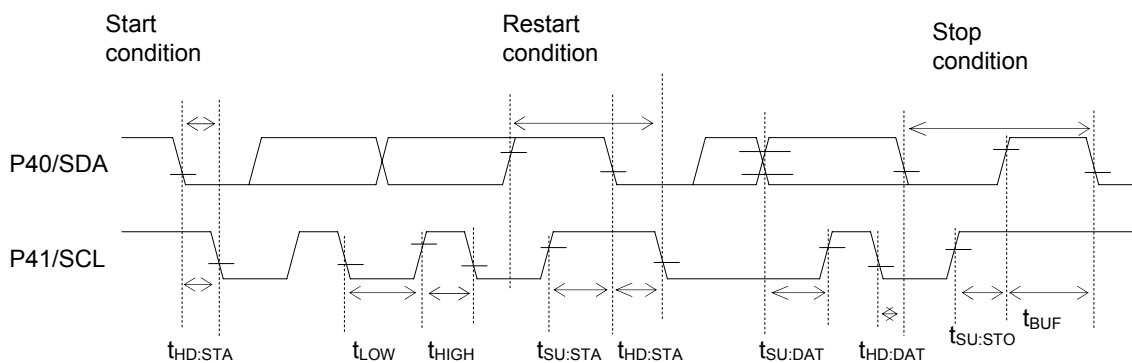 Start
condition
Restart
condition
Stop
condition
P40/SDA
P41/SCL
tHD:STA
tLOW
tHIGH
tSU:STA
tHD:STA
tSU:DAT
tHD:DAT
tSU:STO
tBUF